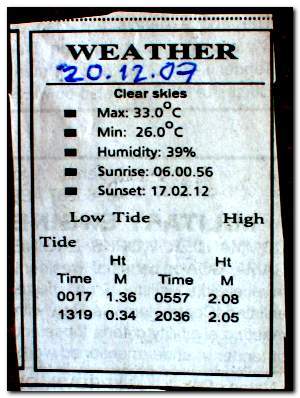 WEATHER
20.12.09
Clear skies
Max: 33.0°C
Min: 26.0°C
Humidity: 39%
Sunrise: 06.00.56
Sunset: 17.02.12
Low Tide High
Tide
Ht Ht
Time M Time M
0017 1.36 0557 2.08
1319 0.34 2036 2.05